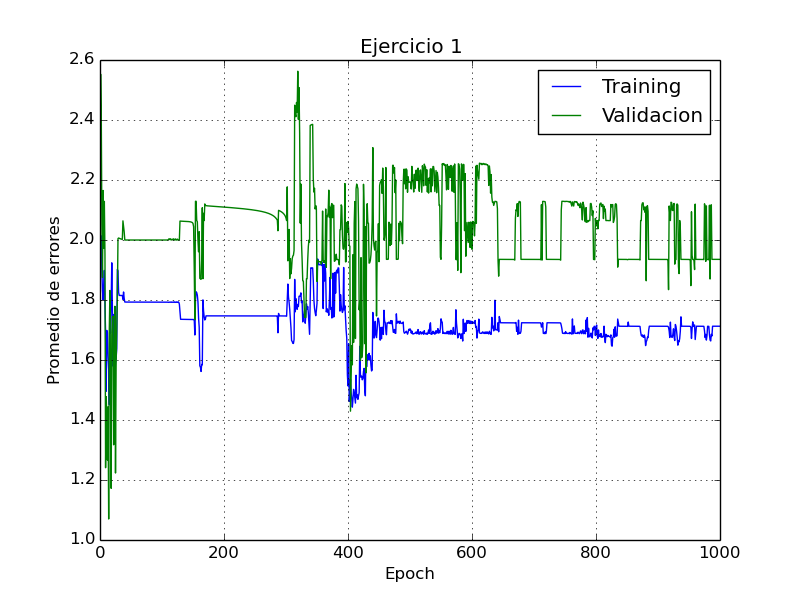 Ejercicio 1
Training
Validacion
2.6
2.4
2.2
2.0
1.8
1.6
1.4
1.2
1.0
Promedio de errores
0 200 400 600 800 1000
Epoch